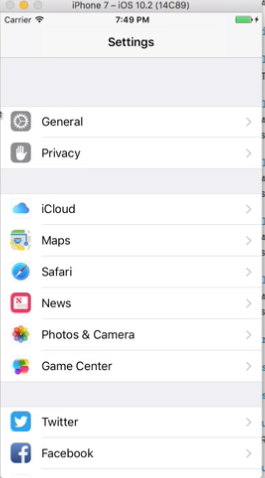 iPhone 7 – iOS 10.2 (14C89)
Carrier 7:49 PM
Settings
General
Privacy
iCloud
Maps
Safari
News
Photos & Camera
Game Center
Twitter
Facebook